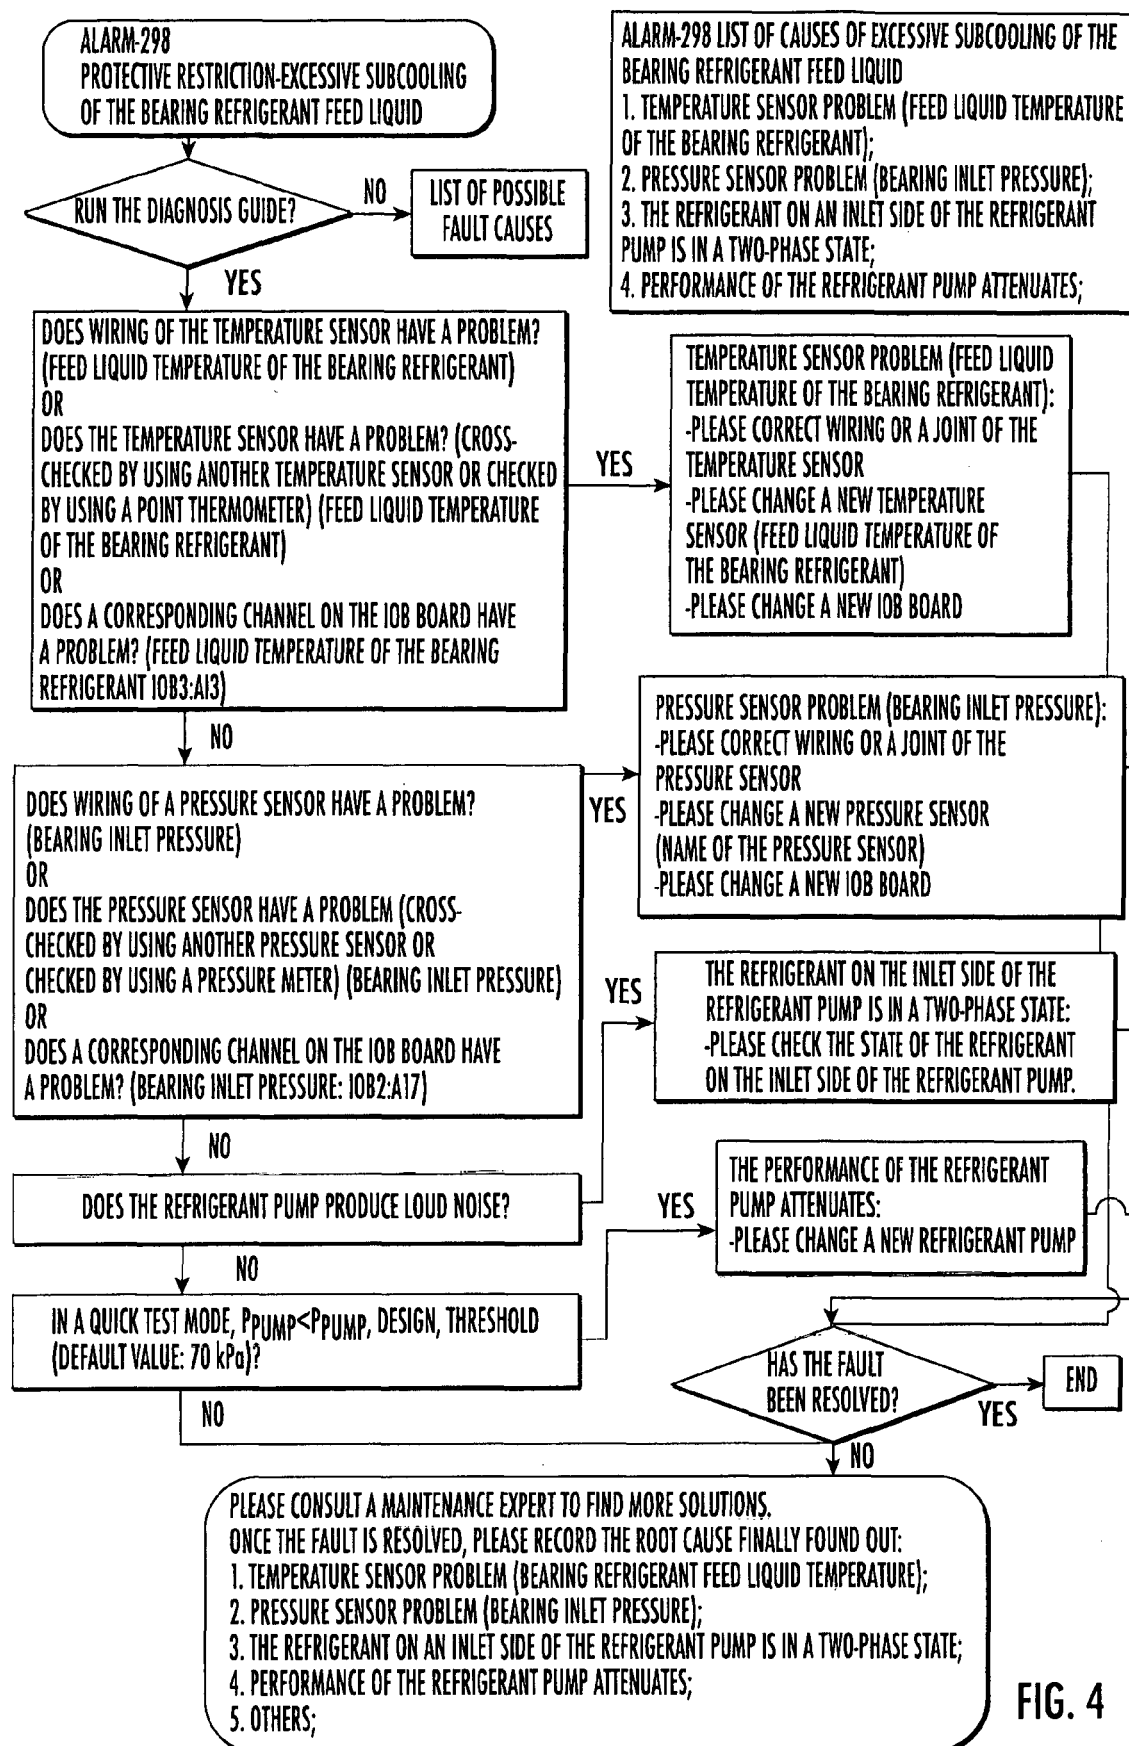 ALARM-298
PROTECTIVE RESTRICTION-EXCESSIVE SUBCOOLING
OF THE BEARING REFRIGERANT FEED LIQUID
ALARM-298 LIST OF CAUSES OF EXCESSIVE SUBCOOLING OF THE
BEARING REFRIGERANT FEED LIQUID
1. TEMPERATURE SENSOR PROBLEM (FEED LIQUID TEMPERATURE
OF THE BEARING REFRIGERANT);
2. PRESSURE SENSOR PROBLEM (BEARING INLET PRESSURE);
3. THE REFRIGERANT ON AN INLET SIDE OF THE REFRIGERANT
PUMP IS IN A TWO-PHASE STATE;
4. PERFORMANCE OF THE REFRIGERANT PUMP ATTENUATES;
RUN THE DIAGNOSIS GUIDE?
NO
LIST OF POSSIBLE
FAULT CAUSES
YES
DOES WIRING OF THE TEMPERATURE SENSOR HAVE A PROBLEM?
(FEED LIQUID TEMPERATURE OF THE BEARING REFRIGERANT)
OR
DOES THE TEMPERATURE SENSOR HAVE A PROBLEM? (CROSS-
CHECKED BY USING ANOTHER TEMPERATURE SENSOR OR CHECKED
BY USING A POINT THERMOMETER) (FEED LIQUID TEMPERATURE
OF THE BEARING REFRIGERANT)
OR
DOES A CORRESPONDING CHANNEL ON THE IOB BOARD HAVE
A PROBLEM? (FEED LIQUID TEMPERATURE OF THE BEARING
REFRIGERANT IOB3:AI3)
YES
TEMPERATURE SENSOR PROBLEM (FEED LIQUID
TEMPERATURE OF THE BEARING REFRIGERANT):
-PLEASE CORRECT WIRING OR A JOINT OF THE
TEMPERATURE SENSOR
-PLEASE CHANGE A NEW TEMPERATURE
SENSOR (FEED LIQUID TEMPERATURE OF
THE BEARING REFRIGERANT)
-PLEASE CHANGE A NEW IOB BOARD
NO
DOES WIRING OF A PRESSURE SENSOR HAVE A PROBLEM?
(BEARING INLET PRESSURE)
OR
DOES THE PRESSURE SENSOR HAVE A PROBLEM (CROSS-
CHECKED BY USING ANOTHER PRESSURE SENSOR OR
CHECKED BY USING A PRESSURE METER) (BEARING INLET PRESSURE)
OR
DOES A CORRESPONDING CHANNEL ON THE IOB BOARD HAVE
A PROBLEM? (BEARING INLET PRESSURE: IOB2:A17)
YES
PRESSURE SENSOR PROBLEM (BEARING INLET PRESSURE):
-PLEASE CORRECT WIRING OR A JOINT OF THE
PRESSURE SENSOR
-PLEASE CHANGE A NEW PRESSURE SENSOR
(NAME OF THE PRESSURE SENSOR)
-PLEASE CHANGE A NEW IOB BOARD
NO
DOES THE REFRIGERANT PUMP PRODUCE LOUD NOISE?
YES
THE REFRIGERANT ON THE INLET SIDE OF THE
REFRIGERANT PUMP IS IN A TWO-PHASE STATE:
-PLEASE CHECK THE STATE OF THE REFRIGERANT
ON THE INLET SIDE OF THE REFRIGERANT PUMP.
NO
IN A QUICK TEST MODE, PPUMP<PPUMP, DESIGN, THRESHOLD
(DEFAULT VALUE: 70 kPa)?
YES
THE PERFORMANCE OF THE REFRIGERANT
PUMP ATTENUATES:
-PLEASE CHANGE A NEW REFRIGERANT PUMP
NO
HAS THE FAULT
BEEN RESOLVED?
YES
END
NO
PLEASE CONSULT A MAINTENANCE EXPERT TO FIND MORE SOLUTIONS.
ONCE THE FAULT IS RESOLVED, PLEASE RECORD THE ROOT CAUSE FINALLY FOUND OUT:
1. TEMPERATURE SENSOR PROBLEM (BEARING REFRIGERANT FEED LIQUID TEMPERATURE);
2. PRESSURE SENSOR PROBLEM (BEARING INLET PRESSURE);
3. THE REFRIGERANT ON AN INLET SIDE OF THE REFRIGERANT PUMP IS IN A TWO-PHASE STATE;
4. PERFORMANCE OF THE REFRIGERANT PUMP ATTENUATES;
5. OTHERS;
FIG. 4